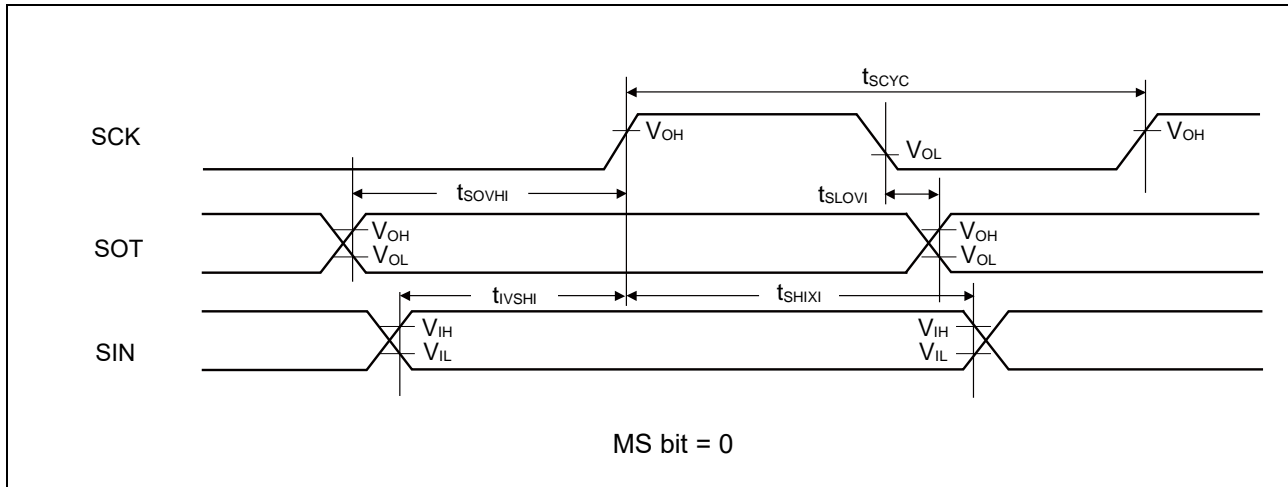 tSCYC
SCK
VOH
VOL
VOH
tSOVHI
tSLOVI
SOT
VOH
VOL
VOH
VOL
tIVSHI
tSHIXI
SIN
VIH
VIL
VIH
VIL
MS bit = 0